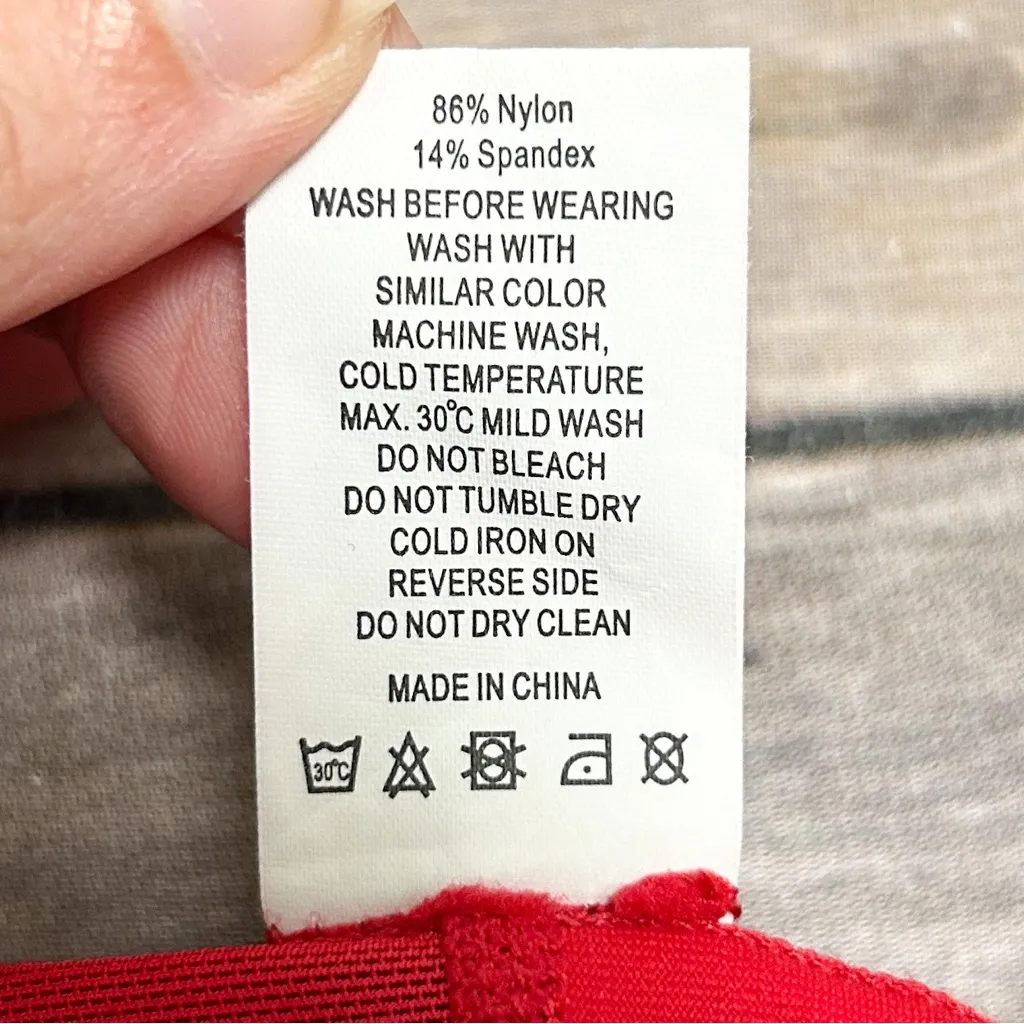 86% Nylon
14% Spandex
WASH BEFORE WEARING
WASH WITH
SIMILAR COLOR
MACHINE WASH,
COLD TEMPERATURE
MAX. 30°C MILD WASH
DO NOT BLEACH
DO NOT TUMBLE DRY
COLD IRON ON
REVERSE SIDE
DO NOT DRY CLEAN
MADE IN CHINA
30°C